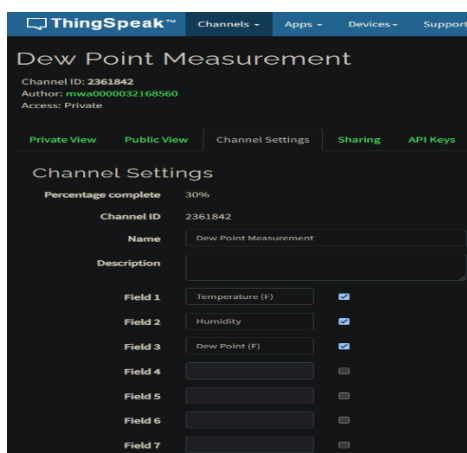 ThingSpeak™ Channels Apps Devices Support
Dew Point Measurement
Channel ID: 2361842
Author: mwa0000032168560
Access: Private
Private View Public View Channel Settings Sharing API Keys
Channel Settings
Percentage complete 30%
Channel ID 2361842
Name Dew Point Measurement
Description
Field 1 Temperature (F)
Field 2 Humidity
Field 3 Dew Point (F)
Field 4
Field 5
Field 6
Field 7